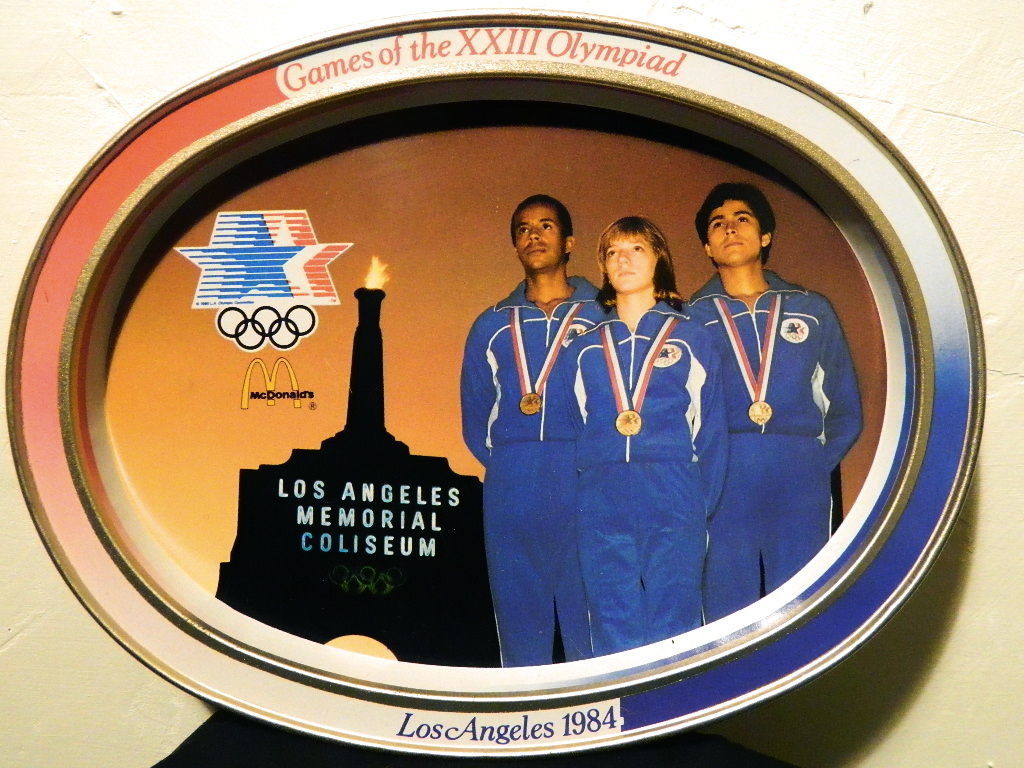 Games of the XXIII Olympiad
McDonald's ®
LOS ANGELES
MEMORIAL
COLISEUM
Los Angeles 1984